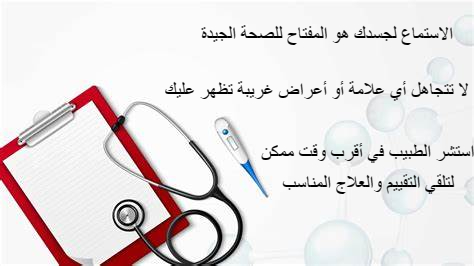 الاستماع لجسدك هو المفتاح للصحة الجيدة
لا تتجاهل أي علامة أو أعراض غريبة تظهر عليك
استشر الطبيب في أقرب وقت ممكن
لتلقي التقييم والعلاج المناسب